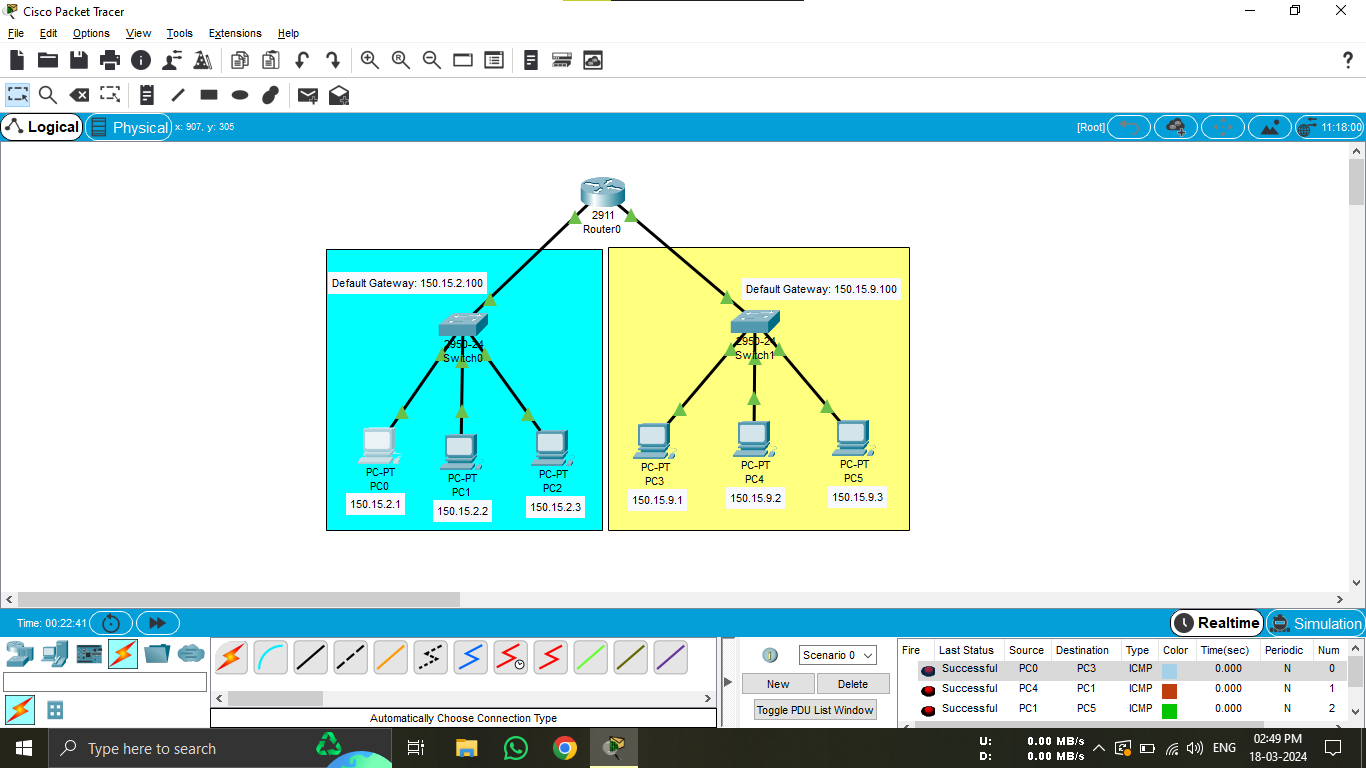 Cisco Packet Tracer
File Edit Options View Tools Extensions Help
Logical Physical x: 907, y: 305 [Root] 11:18:00
2911
Router0
Default Gateway: 150.15.2.100
Default Gateway: 150.15.9.100
2950-24
Switch0
2950-24
Switch1
PC-PT
PC0
150.15.2.1
PC-PT
PC1
150.15.2.2
PC-PT
PC2
150.15.2.3
PC-PT
PC3
150.15.9.1
PC-PT
PC4
150.15.9.2
PC-PT
PC5
150.15.9.3
Time: 00:22:41 Realtime Simulation
Automatically Choose Connection Type
Scenario 0
New Delete
Toggle PDU List Window
Fire Last Status Source Destination Type Color Time(sec) Periodic Num
Successful PC0 PC3 ICMP 0.000 N 0
Successful PC4 PC1 ICMP 0.000 N 1
Successful PC1 PC5 ICMP 0.000 N 2
Type here to search
U: 0.00 MB/s
D: 0.00 MB/s
ENG
02:49 PM
18-03-2024